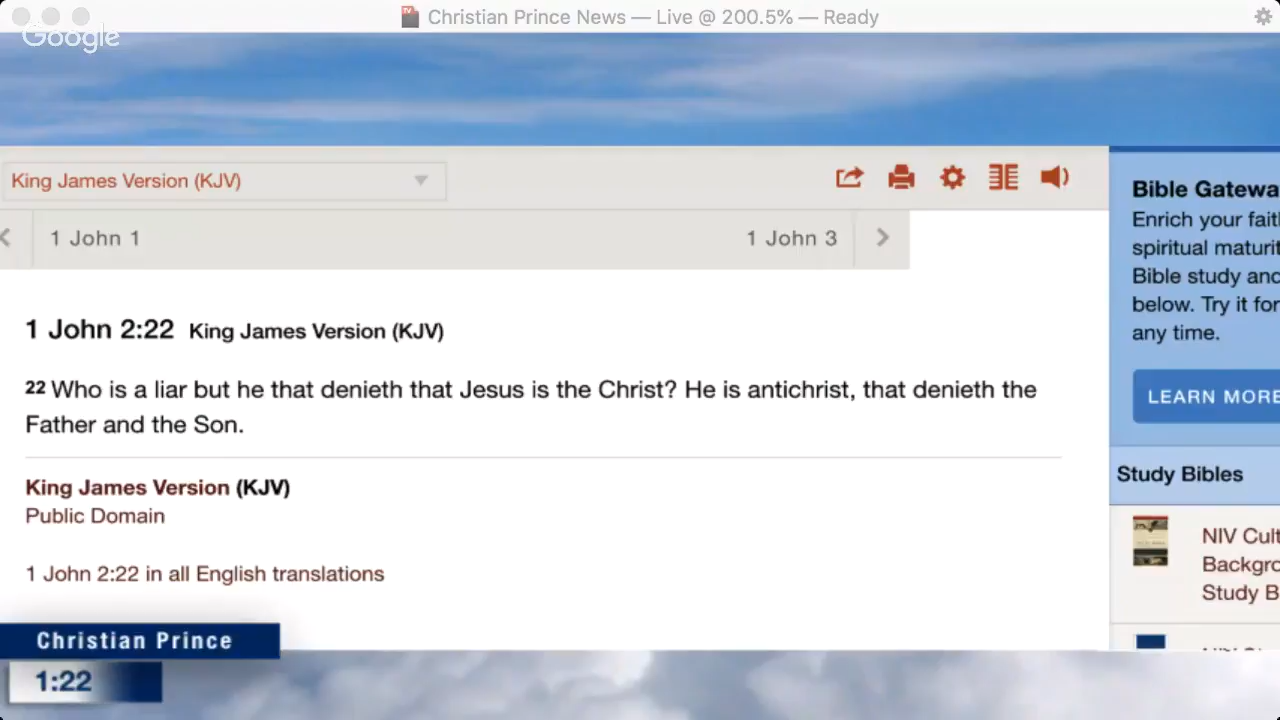 Christian Prince News — Live @ 200.5% — Ready
Google
King James Version (KJV)
1 John 1
1 John 3
1 John 2:22 King James Version (KJV)
22 Who is a liar but he that denieth that Jesus is the Christ? He is antichrist, that denieth the
Father and the Son.
King James Version (KJV)
Public Domain
1 John 2:22 in all English translations
Bible Gatewa
Enrich your fait
spiritual maturit
Bible study and
below. Try it for
any time.
LEARN MORE
Study Bibles
NIV Cult
Backgro
Study B
Christian Prince
1:22